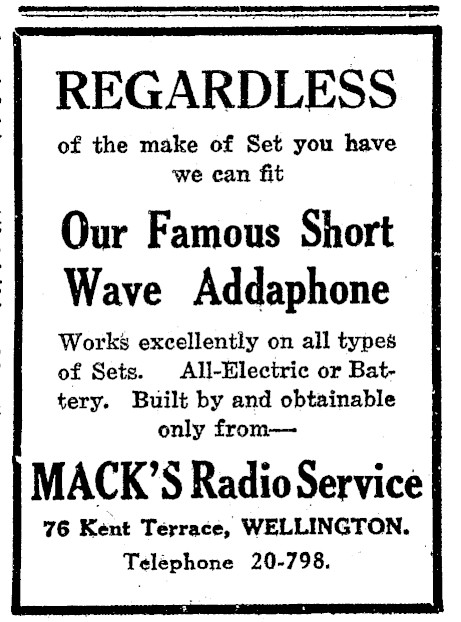 REGARDLESS
of the make of Set you have
we can fit
Our Famous Short
Wave Addaphone
Works excellently on all types
of Sets. All-Electric or Bat-
tery. Built by and obtainable
only from—
MACK'S Radio Service
76 Kent Terrace, WELLINGTON.
Telephone 20-798.